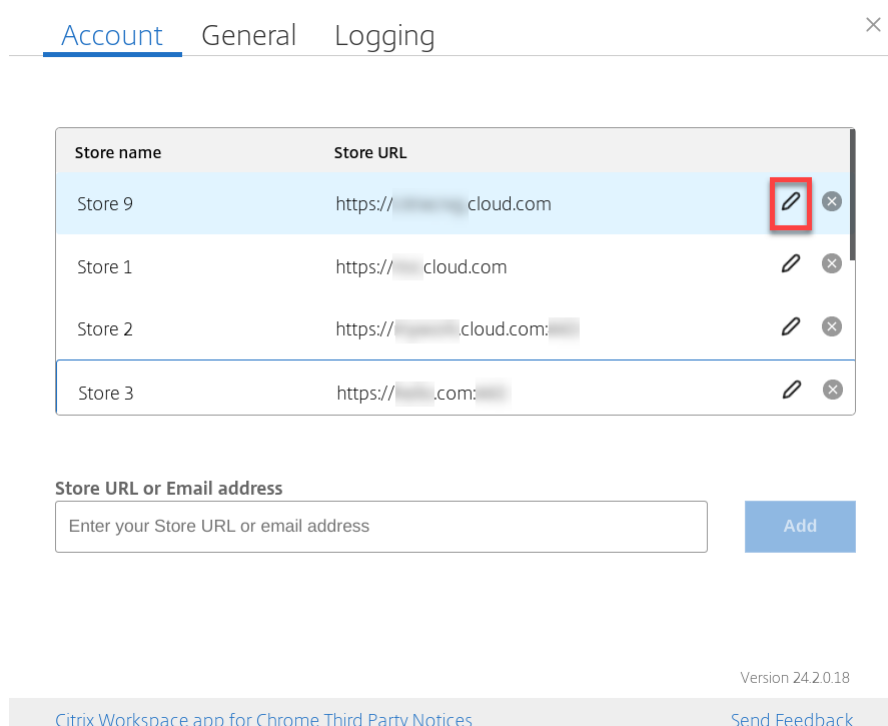 Account General Logging
Store name Store URL
Store 9 https:// cloud.com
Store 1 https:// cloud.com
Store 2 https:// .cloud.com:
Store 3 https:// .com:
Store URL or Email address
Enter your Store URL or email address Add
Version 24.2.0.18
Citrix Workspace app for Chrome Third Party Notices Send Feedback